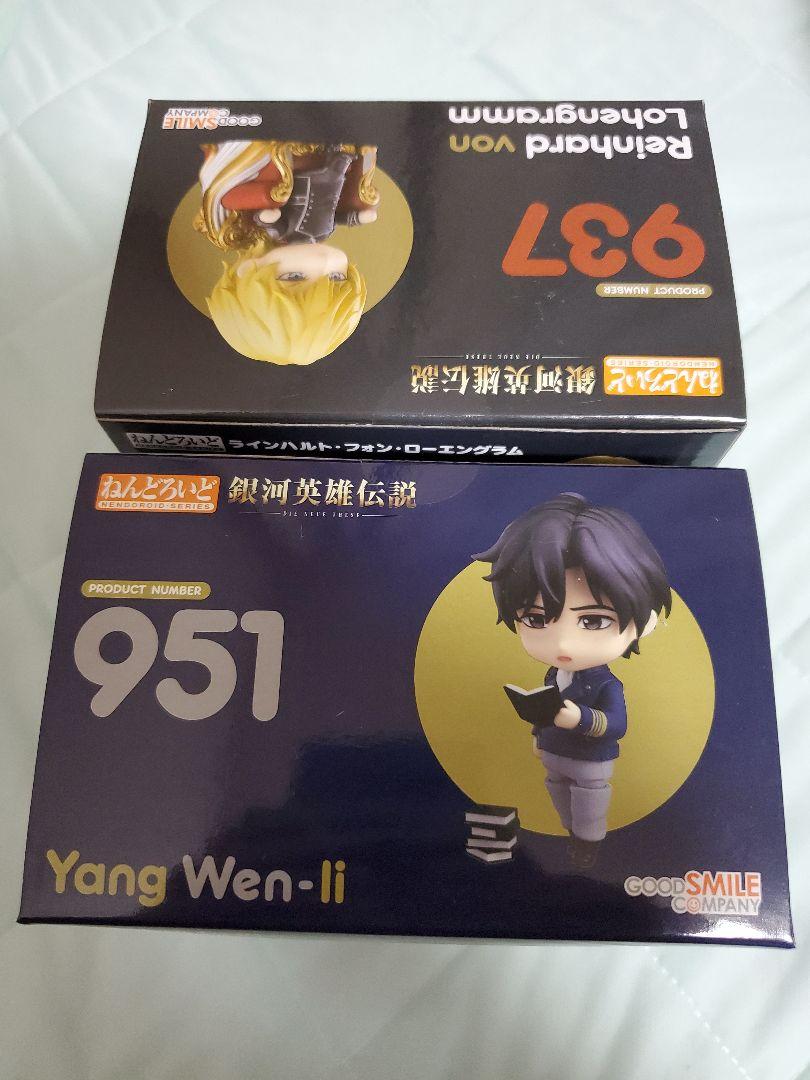 GOOD SMILE
COMPANY
Reinhard von
Lohengramm
937
PRODUCT NUMBER
ねんどろいど
NENDOROID·SERIES
銀河英雄伝説
DIE NEUE THESE
ねんどろいど
ラインハルト・フォン・ローエングラム
ねんどろいど
NENDOROID·SERIES
銀河英雄伝説
DIE NEUE THESE
PRODUCT NUMBER
951
Yang Wen-li
GOOD SMILE
COMPANY